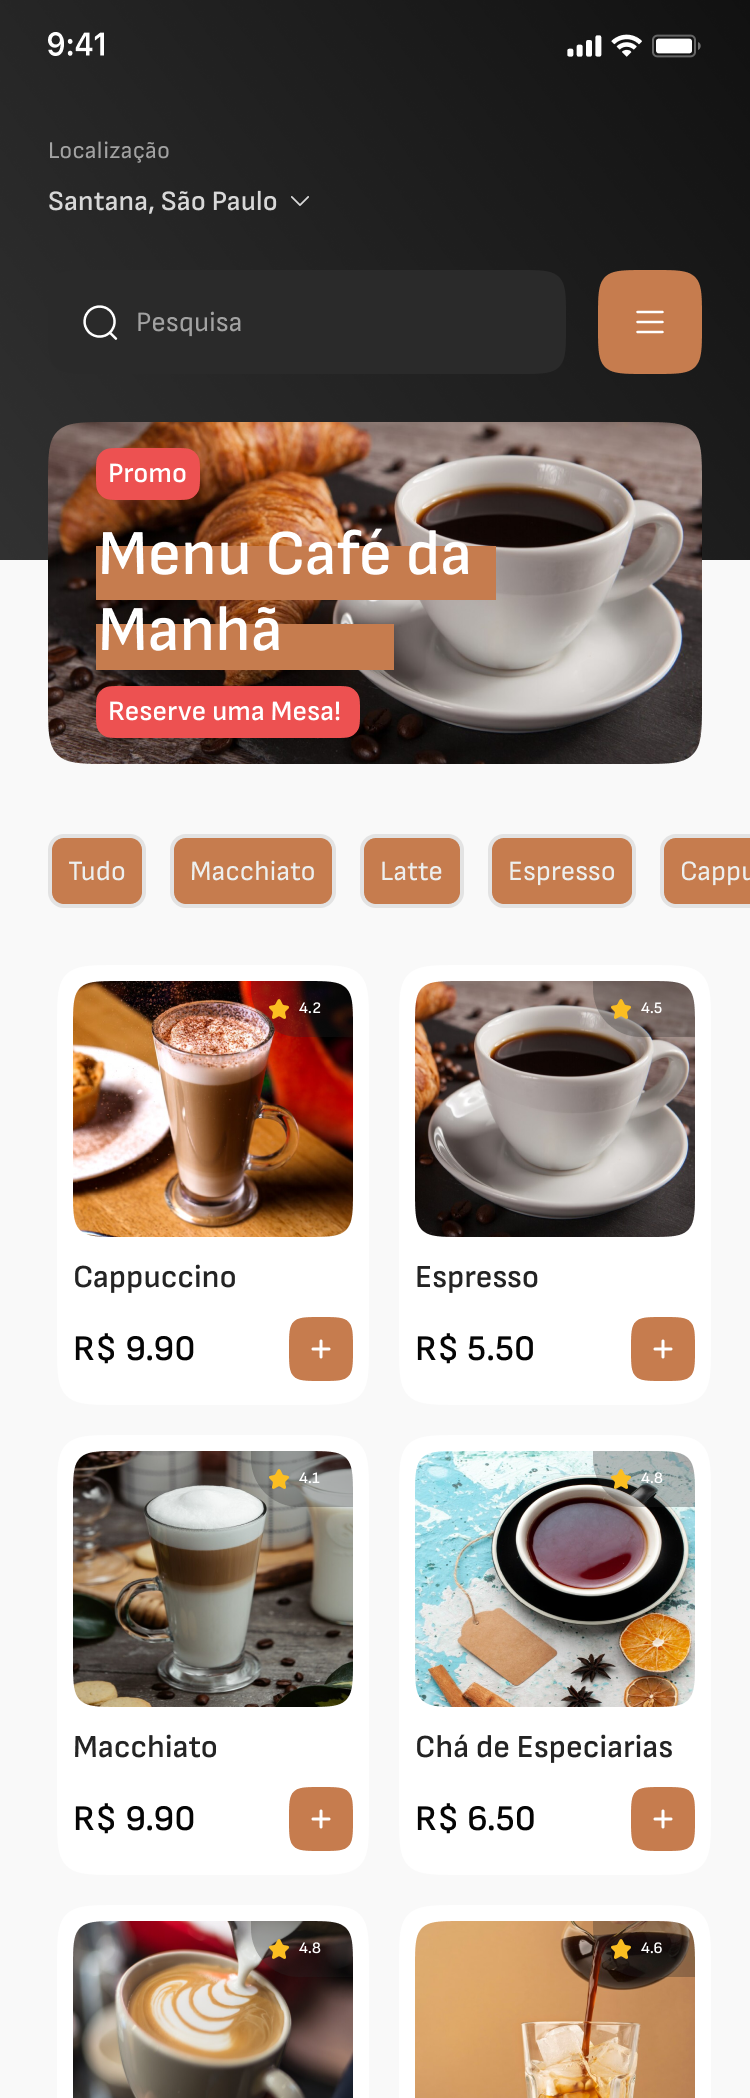 9:41
Localização
Santana, São Paulo
Pesquisa
Promo
Menu Café da
Manhã
Reserve uma Mesa!
Tudo Macchiato Latte Espresso
4.2 4.5
Cappuccino Espresso
R$ 9.90 R$ 5.50
4.1 4.8
Macchiato Chá de Especiarias
R$ 9.90 R$ 6.50
4.8 4.6